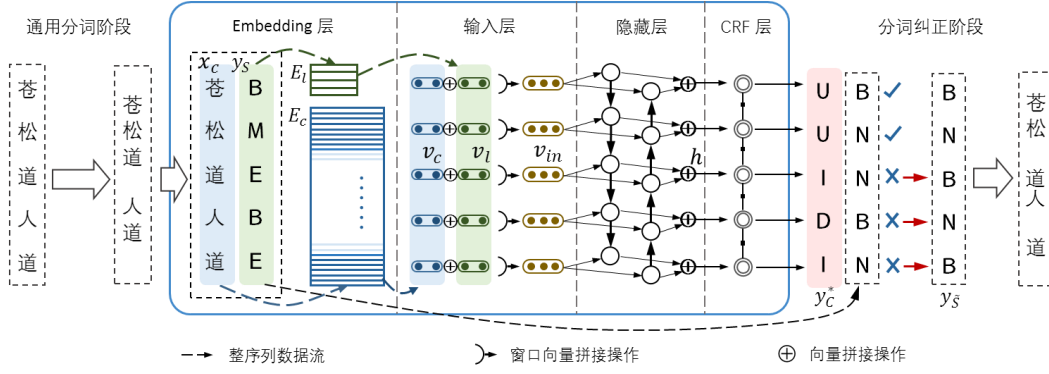 通用分词阶段
Embedding 层
输入层
隐藏层
CRF 层
分词纠正阶段
苍
松
道
人
道
苍
松
道
人
道
x_C y_S
苍 B
松 M
道 E
人 B
道 E
E_l
E_c
v_c
v_l
v_in
h
U B ✓ B
U N ✓ N
I N ✕ B
D B ✕ N
I N ✕ B
y_C^*
y_S̄
苍
松
道
人
道
整序列数据流
窗口向量拼接操作
向量拼接操作